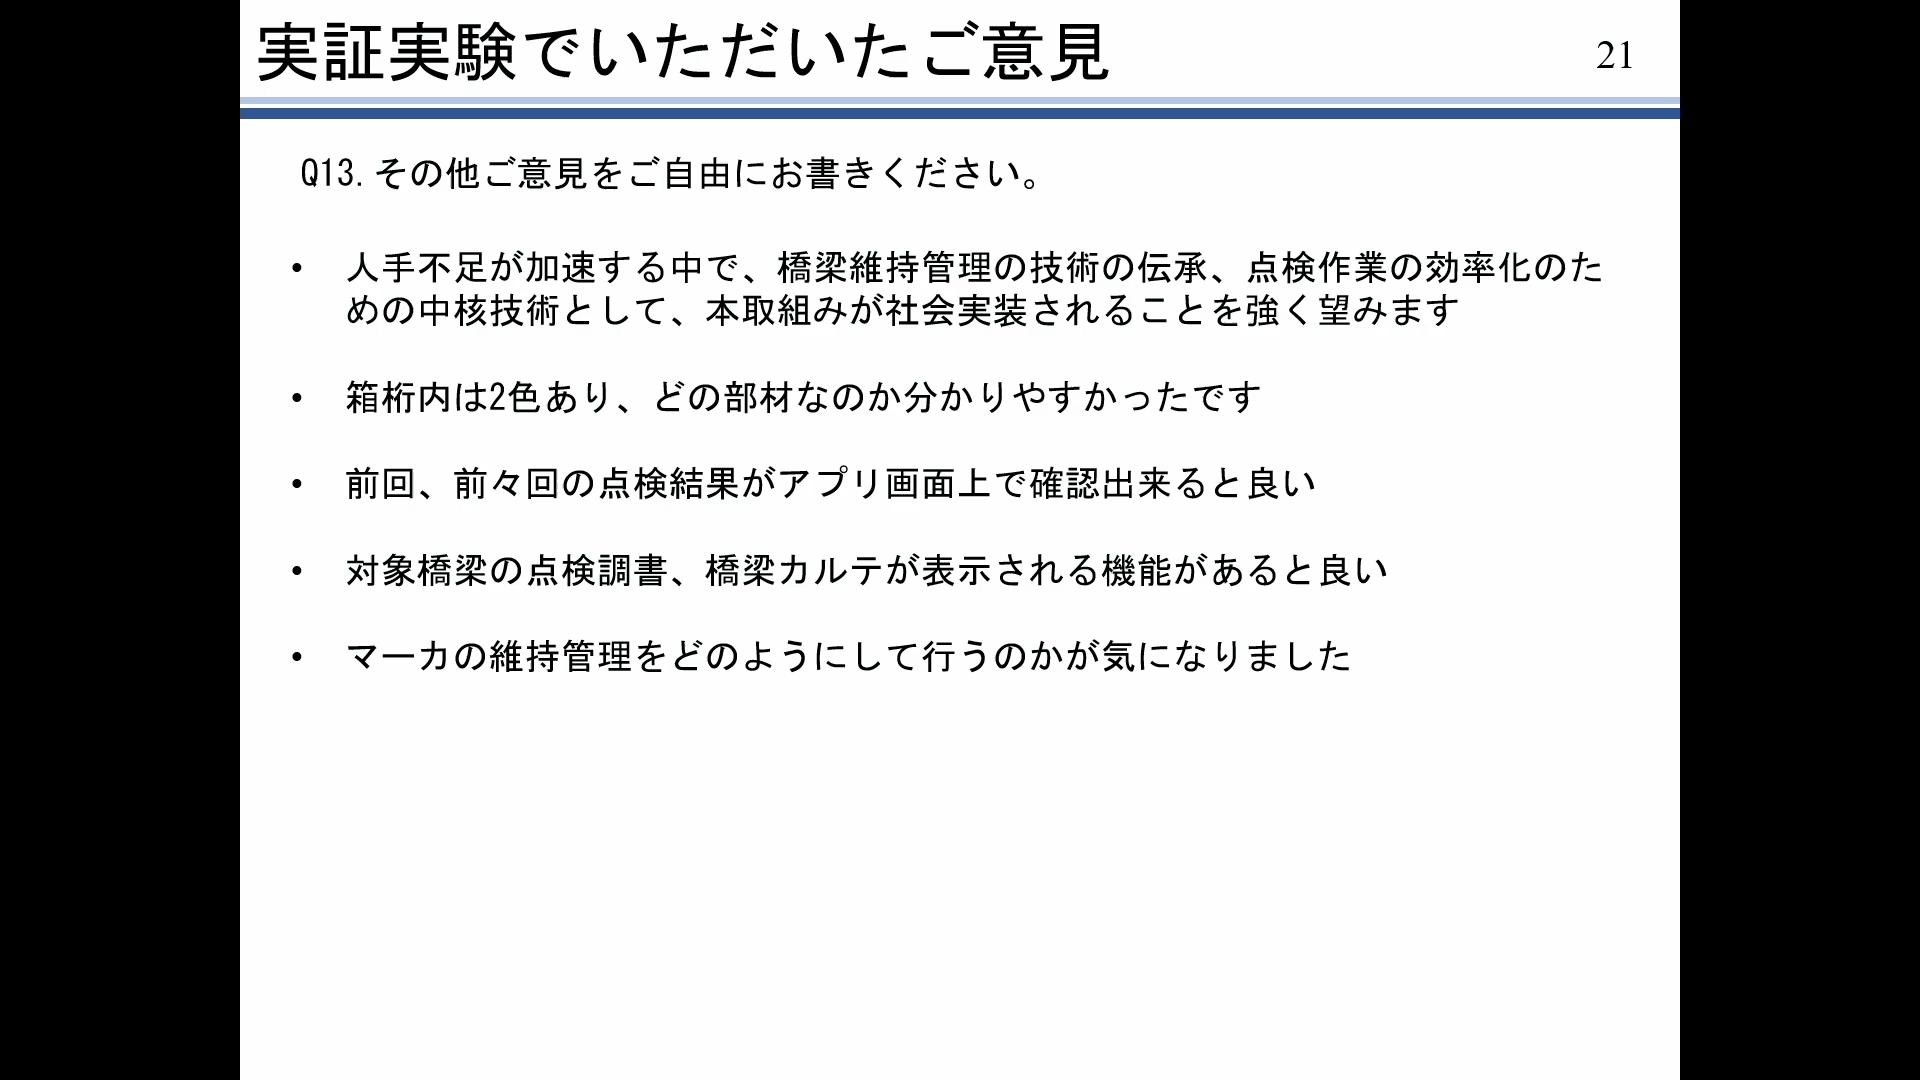 実証実験でいただいたご意見
21
Q13.その他ご意見をご自由にお書きください。
• 人手不足が加速する中で、橋梁維持管理の技術の伝承、点検作業の効率化のた
めの中核技術として、本取組みが社会実装されることを強く望みます
• 箱桁内は2色あり、どの部材なのか分かりやすかったです
• 前回、前々回の点検結果がアプリ画面上で確認出来ると良い
• 対象橋梁の点検調書、橋梁カルテが表示される機能があると良い
• マーカの維持管理をどのようにして行うのかが気になりました